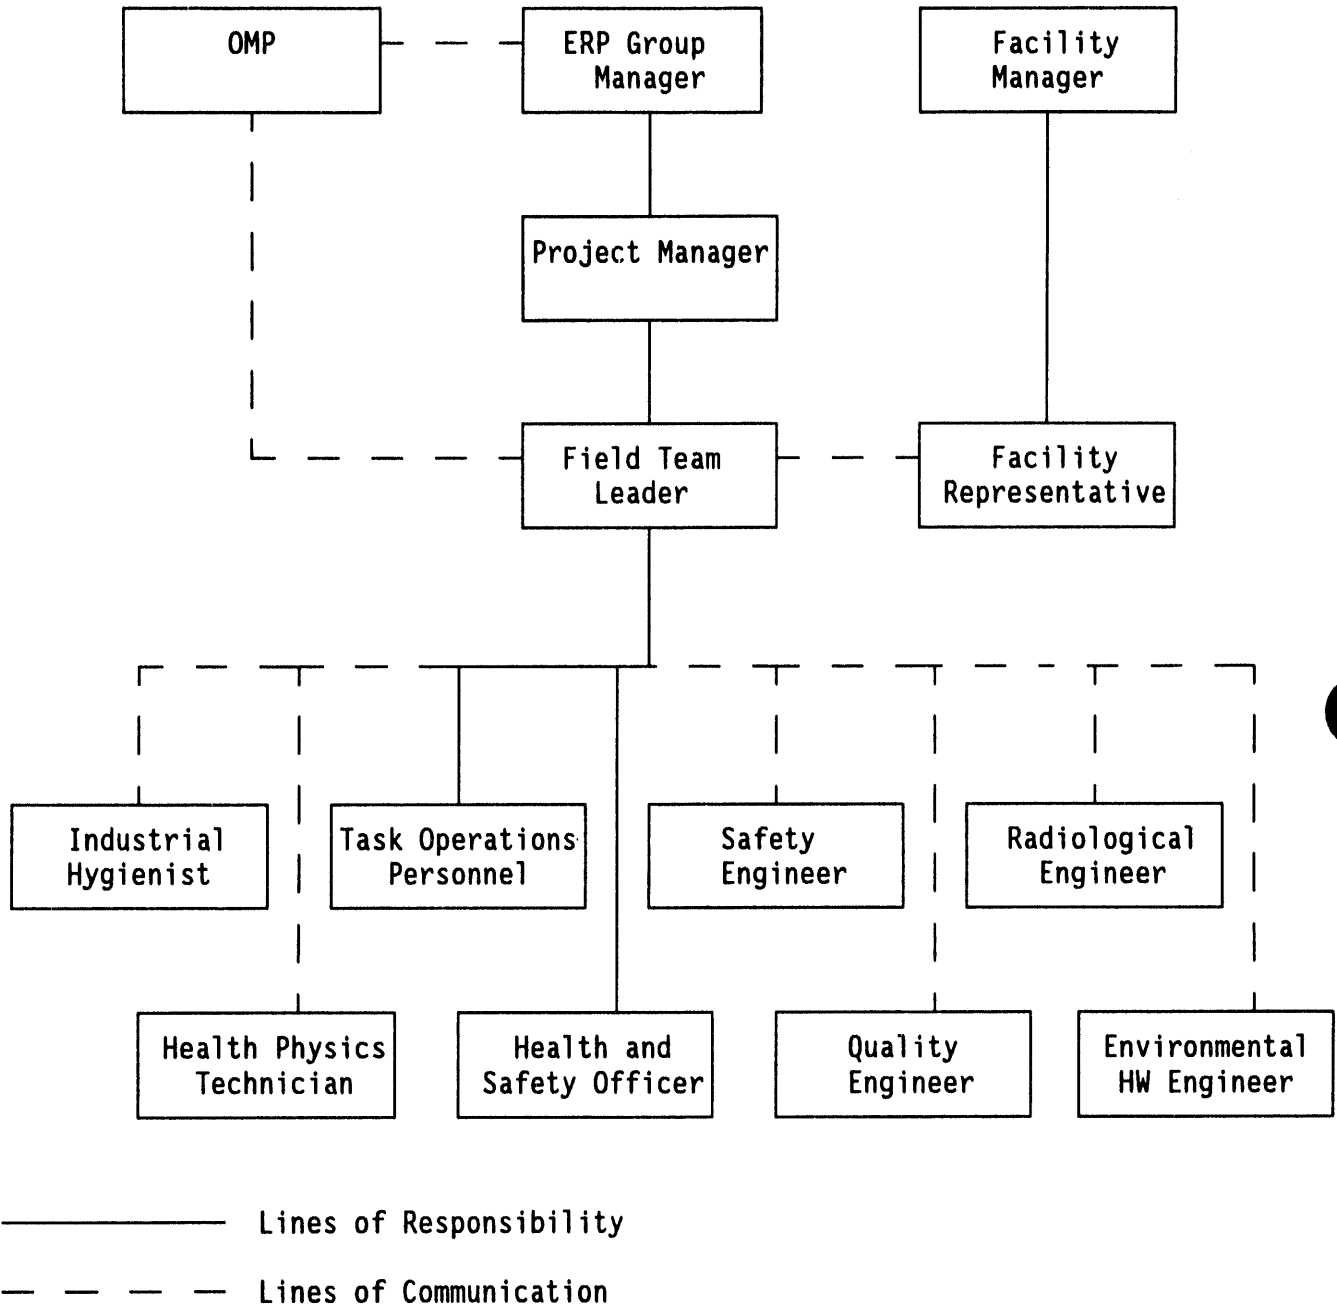 OMP
ERP Group
Manager
Facility
Manager
Project Manager
Field Team
Leader
Facility
Representative
Industrial
Hygienist
Task Operations
Personnel
Safety
Engineer
Radiological
Engineer
Health Physics
Technician
Health and
Safety Officer
Quality
Engineer
Environmental
HW Engineer
Lines of Responsibility
Lines of Communication